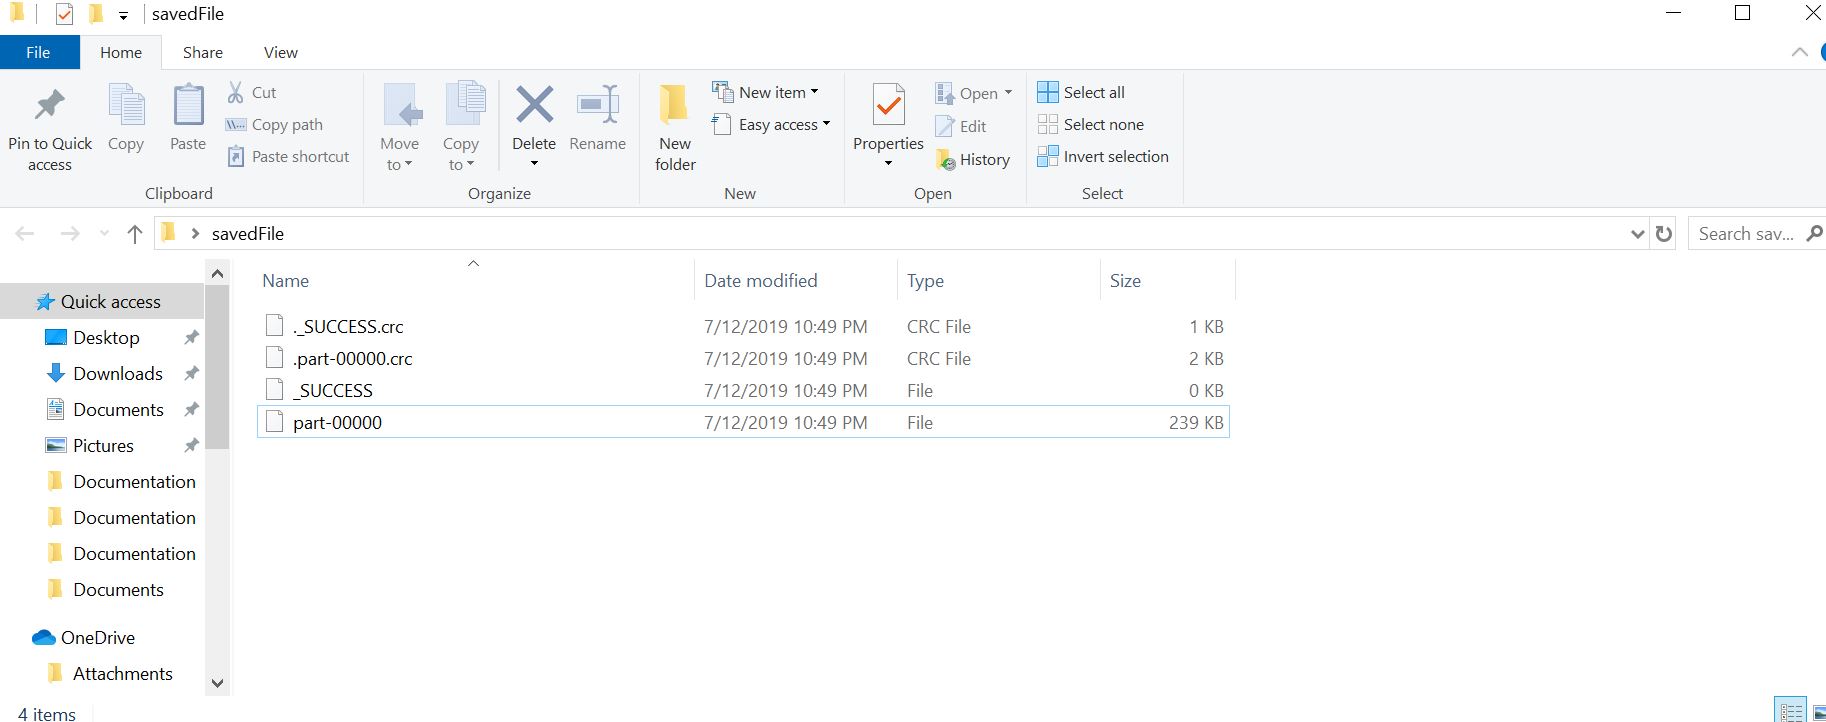 savedFile
File Home Share View
Pin to Quick access
Copy
Paste
Cut
Copy path
Paste shortcut
Clipboard
Move to
Copy to
Delete
Rename
Organize
New folder
New item
Easy access
New
Properties
Open
Edit
History
Open
Select all
Select none
Invert selection
Select
savedFile
Search sav...
Quick access
Desktop
Downloads
Documents
Pictures
Documentation
Documentation
Documentation
Documents
OneDrive
Attachments
Name Date modified Type Size
._SUCCESS.crc 7/12/2019 10:49 PM CRC File 1 KB
.part-00000.crc 7/12/2019 10:49 PM CRC File 2 KB
_SUCCESS 7/12/2019 10:49 PM File 0 KB
part-00000 7/12/2019 10:49 PM File 239 KB
4 items